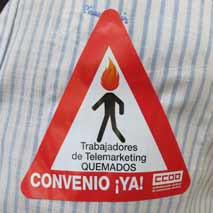 Trabajadores
de Telemarketing
QUEMADOS
CONVENIO ¡YA!
CCOO